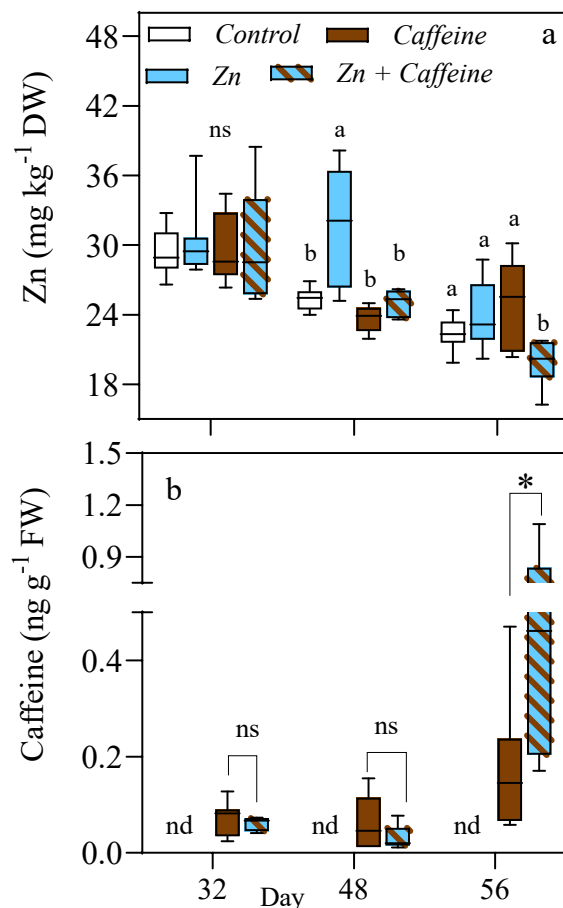 48
Control Caffeine a
Zn Zn + Caffeine
42
ns a
36
30
b b b
a a a b
24
18
Zn (mg kg⁻¹ DW)
1.5
b
1.2
*
0.9
0.4
ns ns
0.2
nd nd nd
0.0
Caffeine (ng g⁻¹ FW)
32 48 56
Day